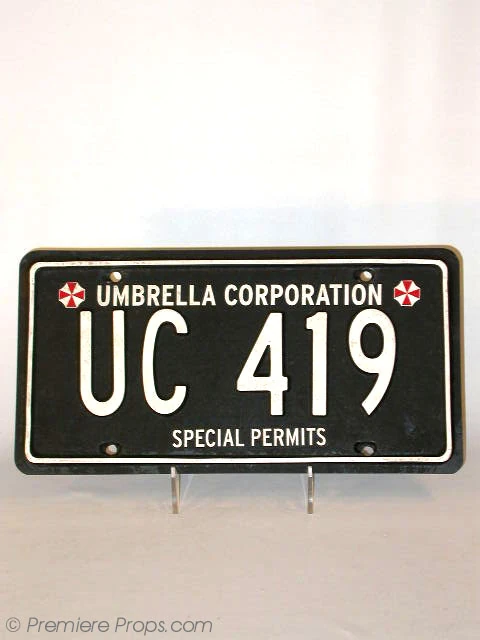 UMBRELLA CORPORATION
UC 419
SPECIAL PERMITS
© Premiere Props.com